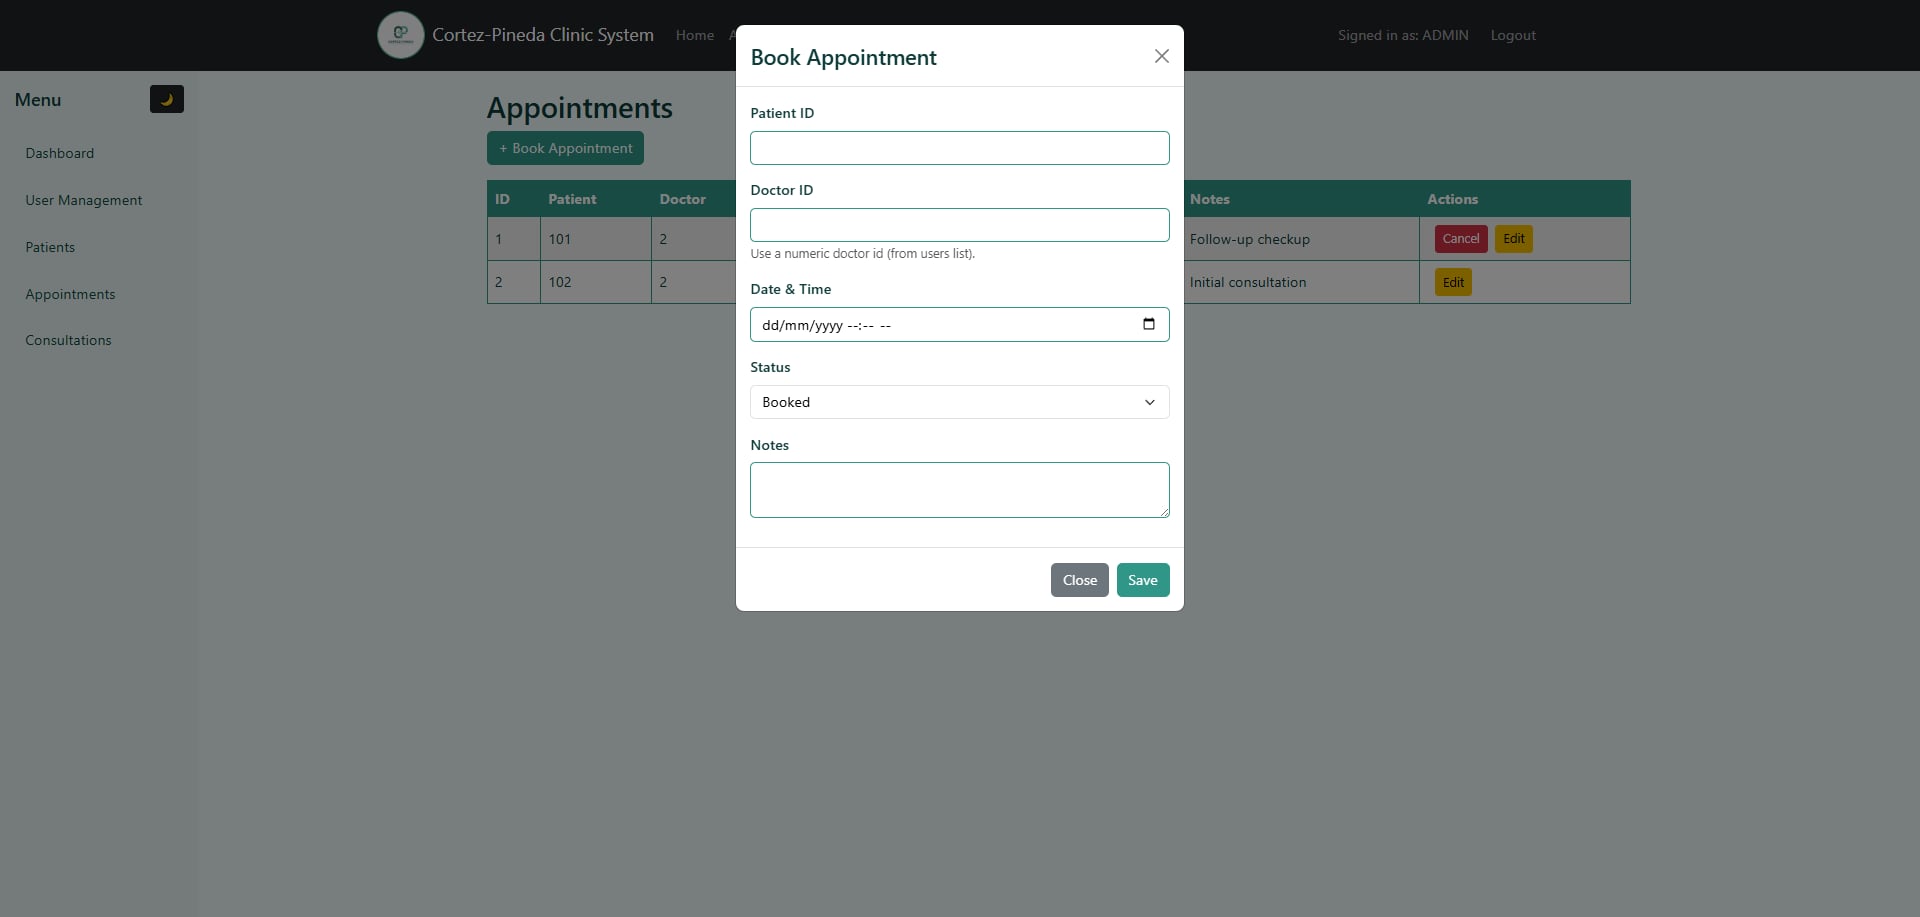 Cortez-Pineda Clinic System Home
Signed in as: ADMIN Logout
Menu
Dashboard
User Management
Patients
Appointments
Consultations
Appointments
+ Book Appointment
ID Patient Doctor Notes Actions
1 101 2 Follow-up checkup Cancel Edit
2 102 2 Initial consultation Edit
Book Appointment
Patient ID
Doctor ID
Use a numeric doctor id (from users list).
Date & Time
dd/mm/yyyy --:-- --
Status
Booked
Notes
Close Save